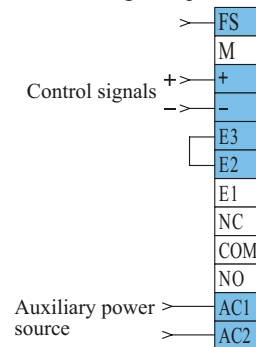 FS
M
+ +
Control signals
− −
E3
E2
E1
NC
COM
NO
Auxiliary power source
AC1
AC2